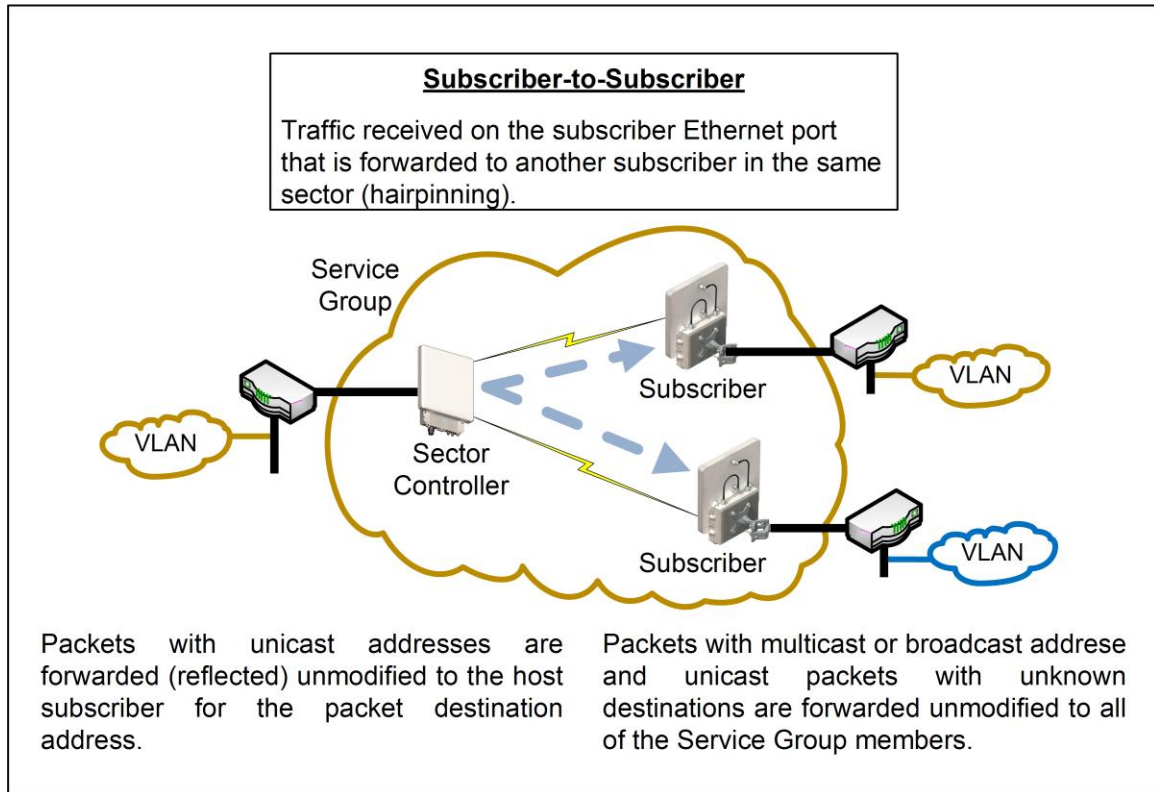 Subscriber-to-Subscriber
Traffic received on the subscriber Ethernet port
that is forwarded to another subscriber in the same
sector (hairpinning).
Service
Group
Subscriber
VLAN
VLAN
Sector
Controller
Subscriber
VLAN
Packets with unicast addresses are
forwarded (reflected) unmodified to the host
subscriber for the packet destination
address.
Packets with multicast or broadcast addrese
and unicast packets with unknown
destinations are forwarded unmodified to all
of the Service Group members.